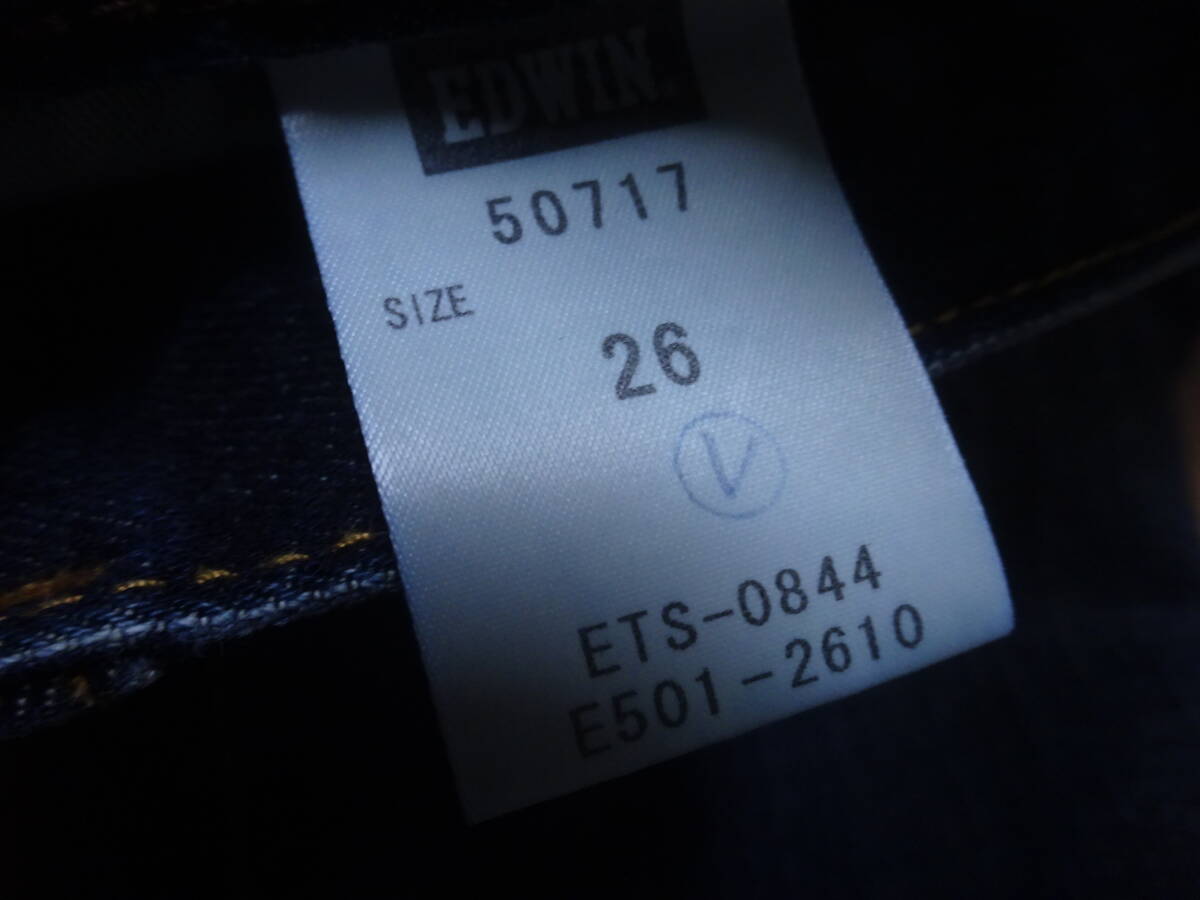 EDWIN
50717
SIZE
26
V
ETS-0844
E501-2610